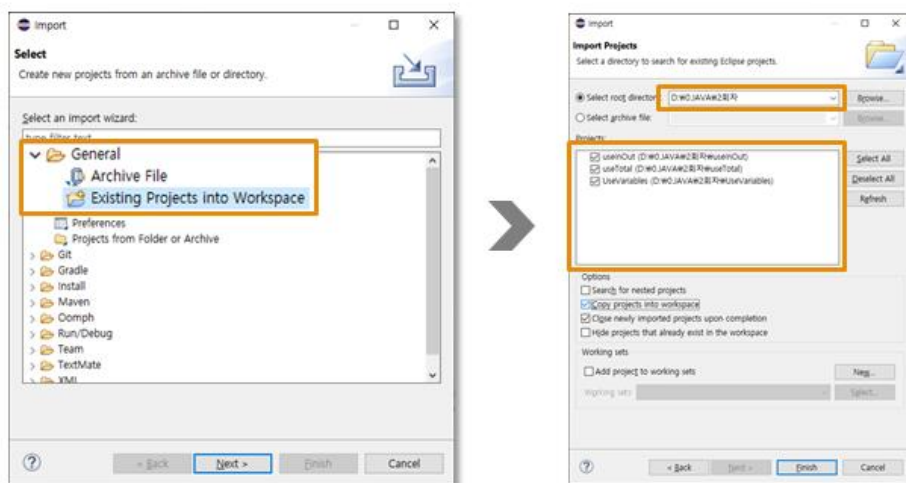 Import
Select
Create new projects from an archive file or directory.
Select an import wizard:
type filter text
General
Archive File
Existing Projects into Workspace
Preferences
Projects from Folder or Archive
Git
Gradle
Install
Maven
Oomph
Run/Debug
Team
TextMate
XML
< Back
Next >
Finish
Cancel
Import
Import Projects
Select a directory to search for existing Eclipse projects.
Select root directory:
D:₩0.JAVA₩2회차
Browse...
Select archive file:
Browse...
Projects:
useInOut (D:₩0.JAVA₩2회차₩useInOut)
useTotal (D:₩0.JAVA₩2회차₩useTotal)
UseVariables (D:₩0.JAVA₩2회차₩UseVariables)
Select All
Deselect All
Refresh
Options
Search for nested projects
Copy projects into workspace
Close newly imported projects upon completion
Hide projects that already exist in the workspace
Working sets
Add project to working sets
New...
Working sets:
Select...
< Back
Next >
Finish
Cancel